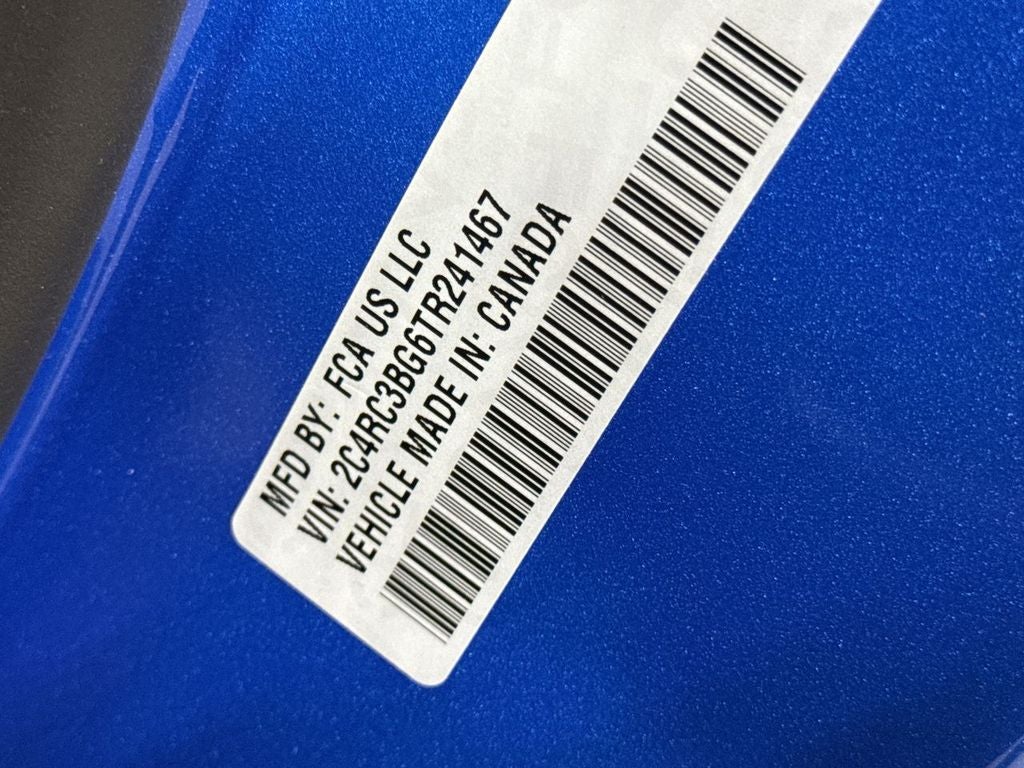 MFD BY: FCA US LLC
VIN: 2C4RC3BG6TR241467
VEHICLE MADE IN: CANADA